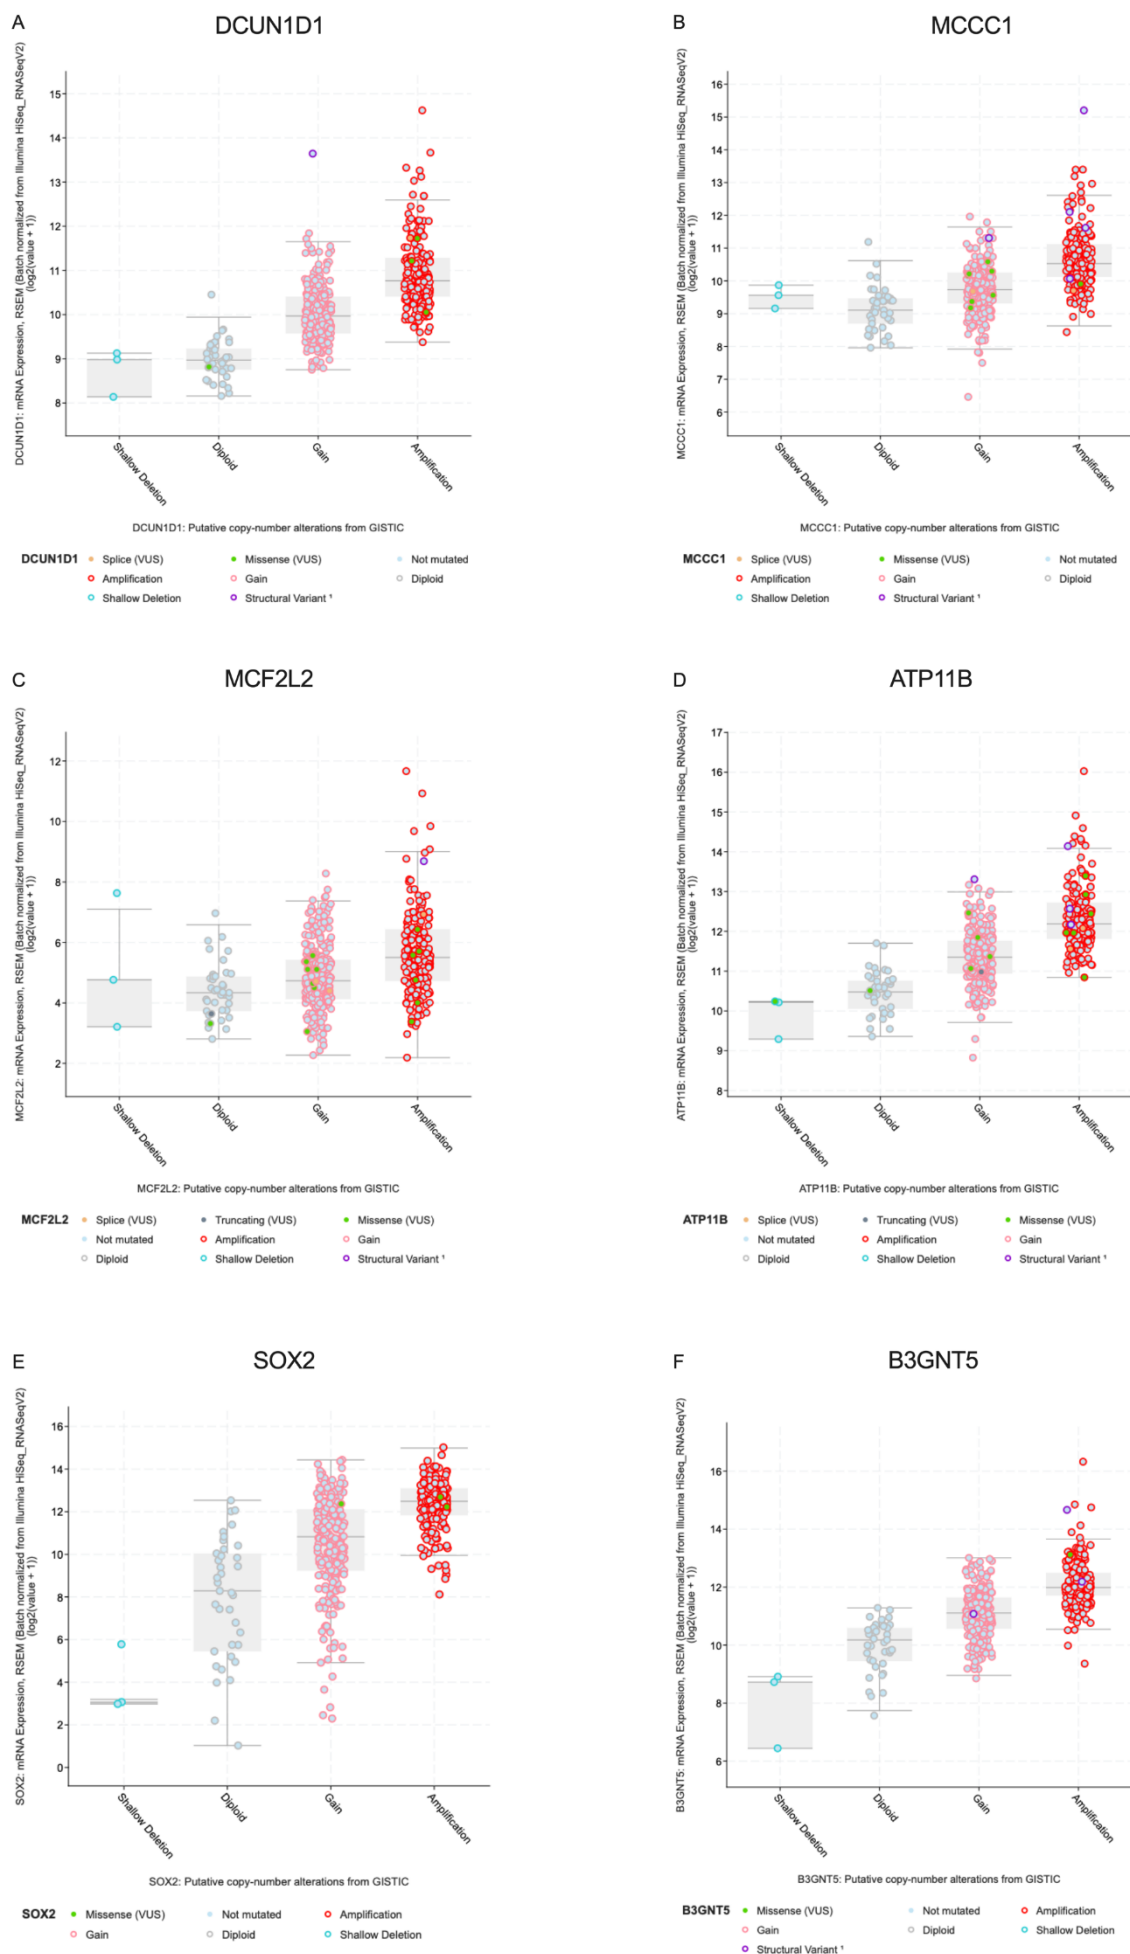 A
DCUN1D1
DCUN1D1: mRNA Expression, RSEM (Batch normalized from Illumina HiSeq_RNASeqV2)
(log2(value + 1))
15
14
13
12
11
10
9
8
Shallow Deletion
Diploid
Gain
Amplification
DCUN1D1: Putative copy-number alterations from GISTIC
DCUN1D1
Splice (VUS)
Missense (VUS)
Not mutated
Amplification
Gain
Diploid
Shallow Deletion
Structural Variant ¹
B
MCCC1
MCCC1: mRNA Expression, RSEM (Batch normalized from Illumina HiSeq_RNASeqV2)
(log2(value + 1))
16
15
14
13
12
11
10
9
8
7
6
Shallow Deletion
Diploid
Gain
Amplification
MCCC1: Putative copy-number alterations from GISTIC
MCCC1
Splice (VUS)
Missense (VUS)
Not mutated
Amplification
Gain
Diploid
Shallow Deletion
Structural Variant ¹
C
MCF2L2
MCF2L2: mRNA Expression, RSEM (Batch normalized from Illumina HiSeq_RNASeqV2)
(log2(value + 1))
12
10
8
6
4
2
Shallow Deletion
Diploid
Gain
Amplification
MCF2L2: Putative copy-number alterations from GISTIC
MCF2L2
Splice (VUS)
Truncating (VUS)
Missense (VUS)
Not mutated
Amplification
Gain
Diploid
Shallow Deletion
Structural Variant ¹
D
ATP11B
ATP11B: mRNA Expression, RSEM (Batch normalized from Illumina HiSeq_RNASeqV2)
(log2(value + 1))
17
16
15
14
13
12
11
10
9
8
Shallow Deletion
Diploid
Gain
Amplification
ATP11B: Putative copy-number alterations from GISTIC
ATP11B
Splice (VUS)
Truncating (VUS)
Missense (VUS)
Not mutated
Amplification
Gain
Diploid
Shallow Deletion
Structural Variant ¹
E
SOX2
SOX2: mRNA Expression, RSEM (Batch normalized from Illumina HiSeq_RNASeqV2)
(log2(value + 1))
16
14
12
10
8
6
4
2
0
Shallow Deletion
Diploid
Gain
Amplification
SOX2: Putative copy-number alterations from GISTIC
SOX2
Missense (VUS)
Not mutated
Amplification
Gain
Diploid
Shallow Deletion
F
B3GNT5
B3GNT5: mRNA Expression, RSEM (Batch normalized from Illumina HiSeq_RNASeqV2)
(log2(value + 1))
16
14
12
10
8
6
Shallow Deletion
Diploid
Gain
Amplification
B3GNT5: Putative copy-number alterations from GISTIC
B3GNT5
Missense (VUS)
Not mutated
Amplification
Gain
Diploid
Shallow Deletion
Structural Variant ¹